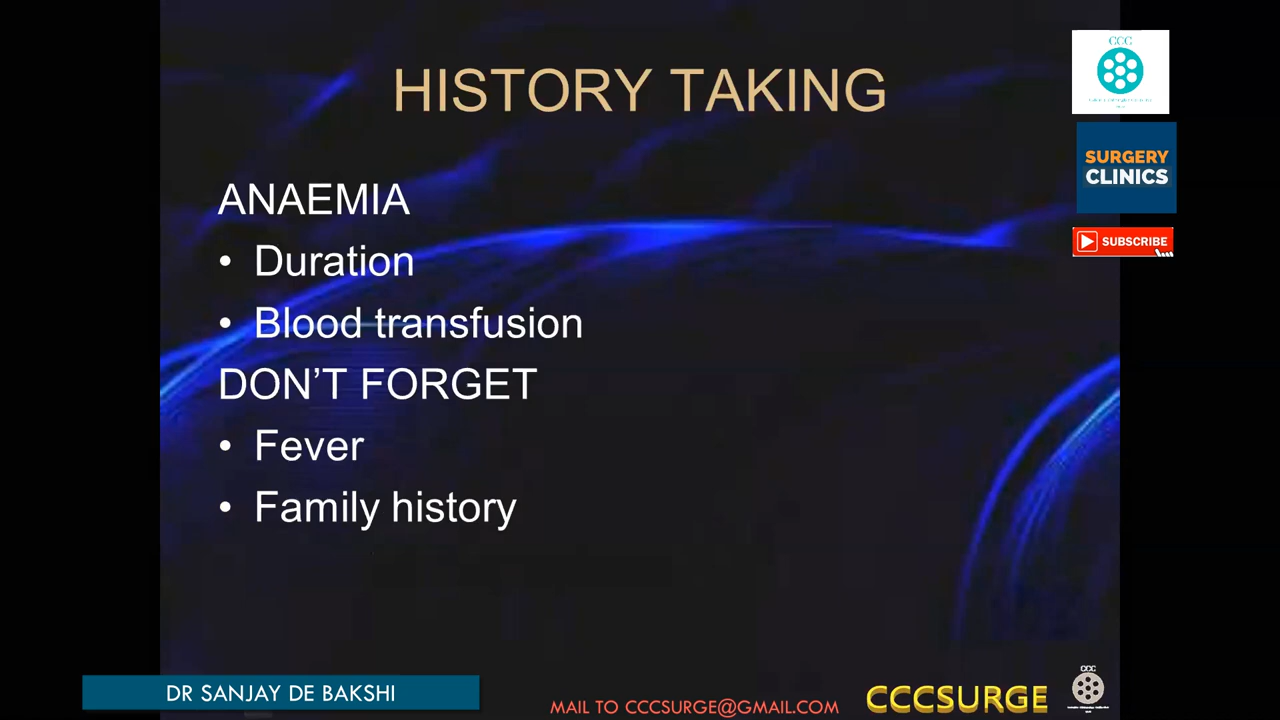 HISTORY TAKING
ANAEMIA
• Duration
• Blood transfusion
DON’T FORGET
• Fever
• Family history
CCC
SURGERY
CLINICS
SUBSCRIBE
DR SANJAY DE BAKSHI
MAIL TO CCCSURGE@GMAIL.COM
CCCSURGE
CCC